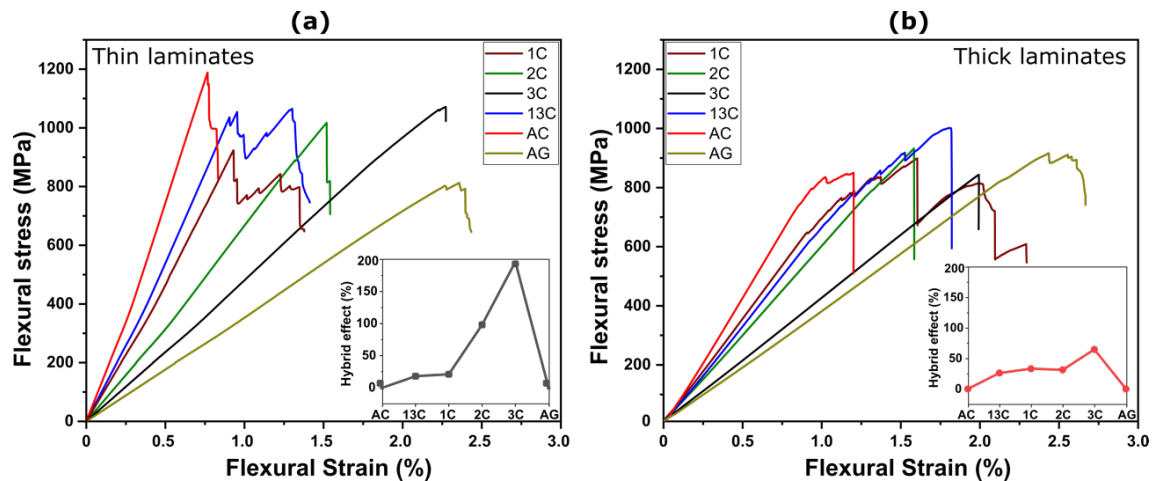 (a)
Thin laminates
1C
2C
3C
13C
AC
AG
Flexural stress (MPa)
1200
1000
800
600
400
200
0
0
0.5
1.0
1.5
2.0
2.5
3.0
Flexural Strain (%)
Hybrid effect (%)
200
150
100
50
0
AC 13C 1C 2C 3C AG
(b)
Thick laminates
1C
2C
3C
13C
AC
AG
Flexural stress (MPa)
1200
1000
800
600
400
200
0
0.0
0.5
1.0
1.5
2.0
2.5
3.0
Flexural Strain (%)
Hybrid effect (%)
200
150
100
50
0
AC 13C 1C 2C 3C AG